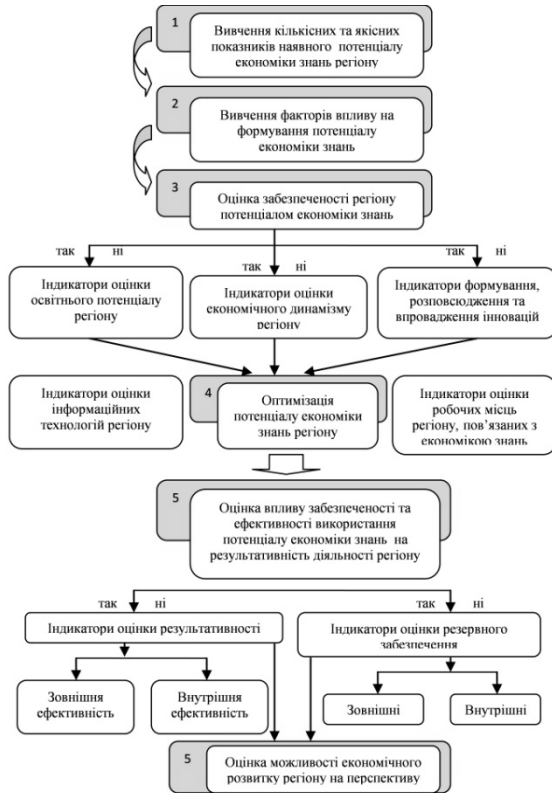 1
Вивчення кількісних та якісних
показників наявного потенціалу
економіки знань регіону
2
Вивчення факторів впливу на
формування потенціалу
економіки знань
3
Оцінка забезпеченості регіону
потенціалом економіки знань
так ні
так ні
так ні
Індикатори оцінки
освітнього потенціалу
регіону
Індикатори оцінки
економічного динамізму
регіону
Індикатори формування,
розповсюдження та
впровадження інновацій
Індикатори оцінки
інформаційних
технологій регіону
4
Оптимізація
потенціалу економіки
знань регіону
Індикатори оцінки
робочих місць
регіону, пов’язаних з
економікою знань
5
Оцінка впливу забезпеченості та
ефективності використання
потенціалу економіки знань на
результативність діяльності регіону
так ні
так ні
Індикатори оцінки результативності
Індикатори оцінки резервного
забезпечення
Зовнішня
ефективність
Внутрішня
ефективність
Зовнішні
Внутрішні
5
Оцінка можливості економічного
розвитку регіону на перспективу